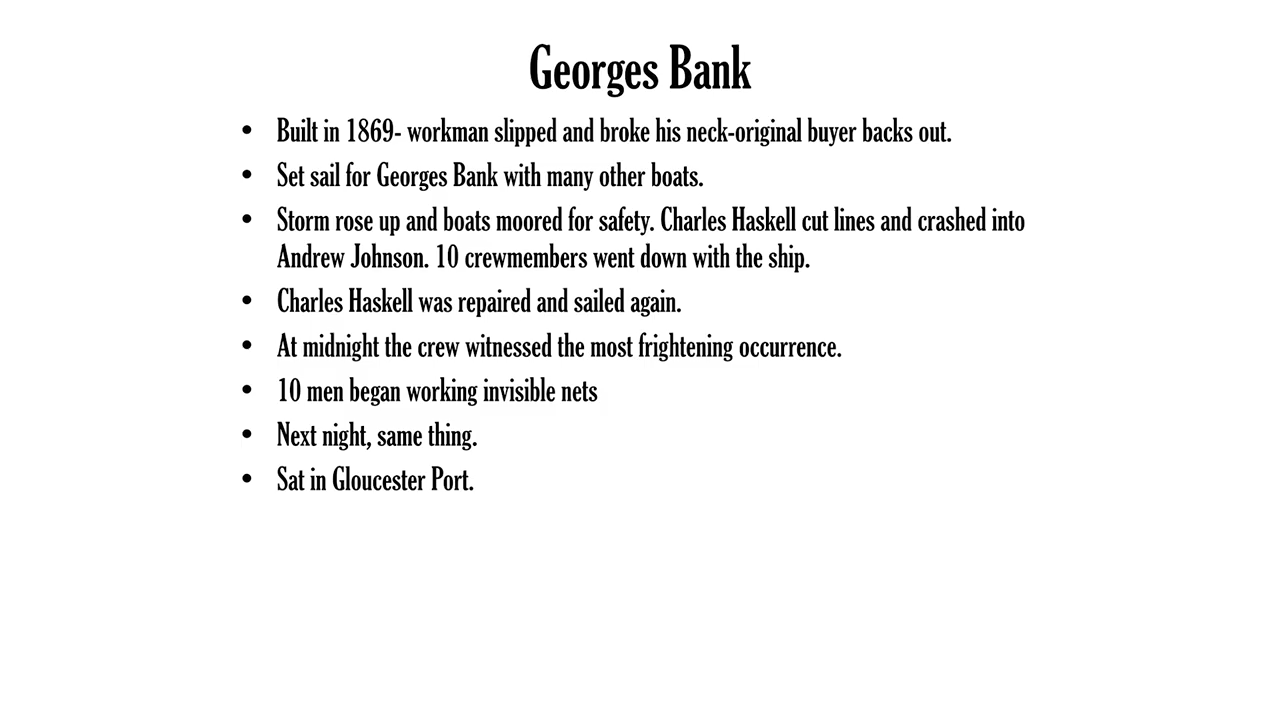 Georges Bank
• Built in 1869- workman slipped and broke his neck-original buyer backs out.
• Set sail for Georges Bank with many other boats.
• Storm rose up and boats moored for safety. Charles Haskell cut lines and crashed into
Andrew Johnson. 10 crewmembers went down with the ship.
• Charles Haskell was repaired and sailed again.
• At midnight the crew witnessed the most frightening occurrence.
• 10 men began working invisible nets
• Next night, same thing.
• Sat in Gloucester Port.